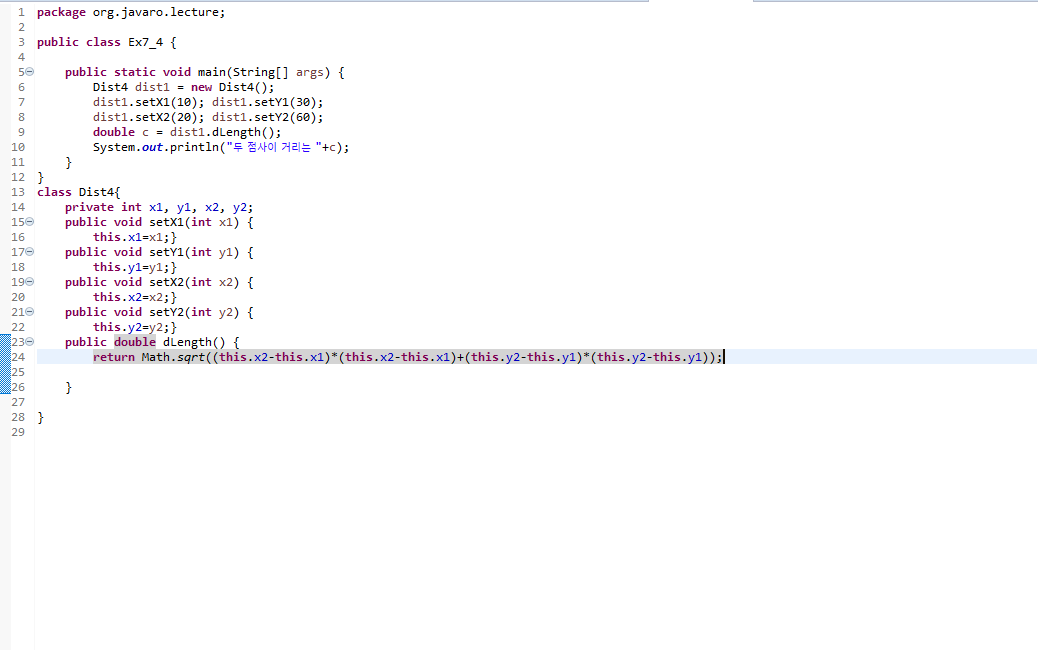 1 package org.javaro.lecture;
2
3 public class Ex7_4 {
4
5 public static void main(String[] args) {
6 Dist4 dist1 = new Dist4();
7 dist1.setX1(10); dist1.setY1(30);
8 dist1.setX2(20); dist1.setY2(60);
9 double c = dist1.dLength();
10 System.out.println("두 점사이 거리는 "+c);
11 }
12 }
13 class Dist4{
14 private int x1, y1, x2, y2;
15 public void setX1(int x1) {
16 this.x1=x1;}
17 public void setY1(int y1) {
18 this.y1=y1;}
19 public void setX2(int x2) {
20 this.x2=x2;}
21 public void setY2(int y2) {
22 this.y2=y2;}
23 public double dLength() {
24 return Math.sqrt((this.x2-this.x1)*(this.x2-this.x1)+(this.y2-this.y1)*(this.y2-this.y1));
25
26 }
27
28 }
29